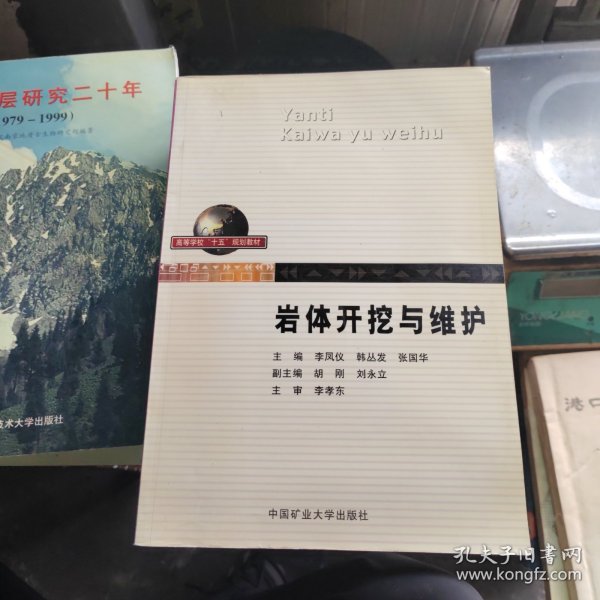 层研究二十年
1979－1999)
技术大学出版社
Yanti
Kaiwa yu weihu
高等学校“十五”规划教材
岩体开挖与维护
主 编 李凤仪 韩丛发 张国华
副主编 胡 刚 刘永立
主 审 李孝东
中国矿业大学出版社
港口
孔夫子旧书网
www.kongfz.com